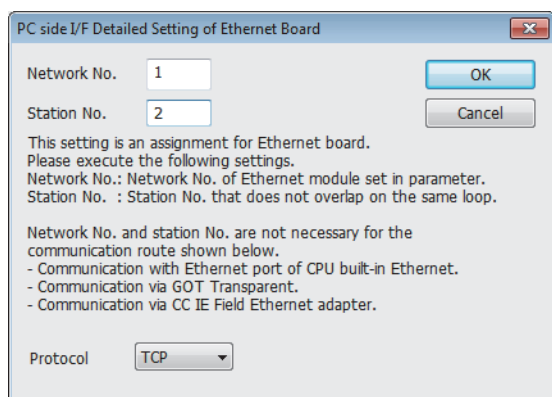 PC side I/F Detailed Setting of Ethernet Board
Network No. 1
OK
Station No. 2
Cancel
This setting is an assignment for Ethernet board.
Please execute the following settings.
Network No.: Network No. of Ethernet module set in parameter.
Station No. : Station No. that does not overlap on the same loop.
Network No. and station No. are not necessary for the
communication route shown below.
- Communication with Ethernet port of CPU built-in Ethernet.
- Communication via GOT Transparent.
- Communication via CC IE Field Ethernet adapter.
Protocol TCP